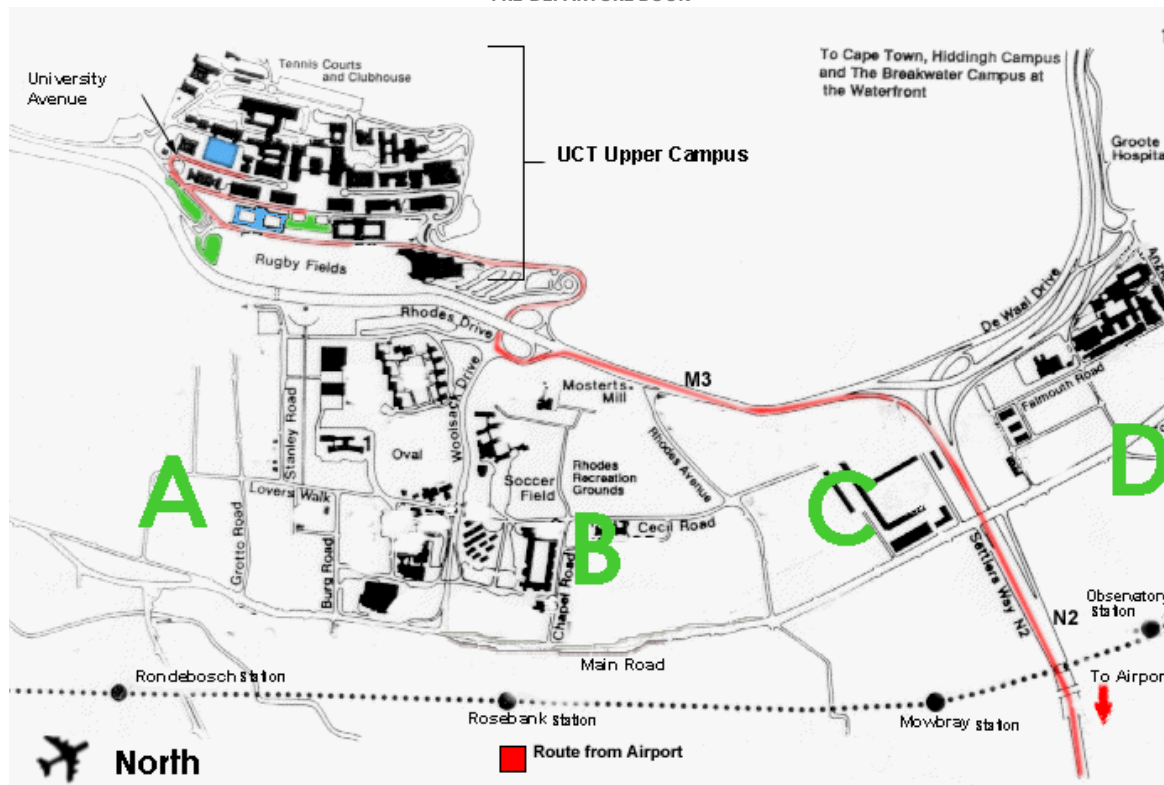 Tennis Courts
and Clubhouse
University
Avenue
To Cape Town, Hiddingh Campus
and The Breakwater Campus at
the Waterfront
UCT Upper Campus
Groote
Hospita
Rugby Fields
Rhodes Drive
De Waal Drive
M3
Mosterts
Mill
Falmouth Road
Stanley Road
Woolsack Drive
Rhodes Avenue
Oval
A
Lovers Walk
Soccer
Field
Rhodes
Recreation
Grounds
C
D
B
Cecil Road
Grotto Road
Burg Road
Chapel Road
Settlers Way N2
N2
Observatory
Station
Main Road
To Airport
Rondebosch Station
Rosebank Station
Mowbray Station
North
Route from Airport